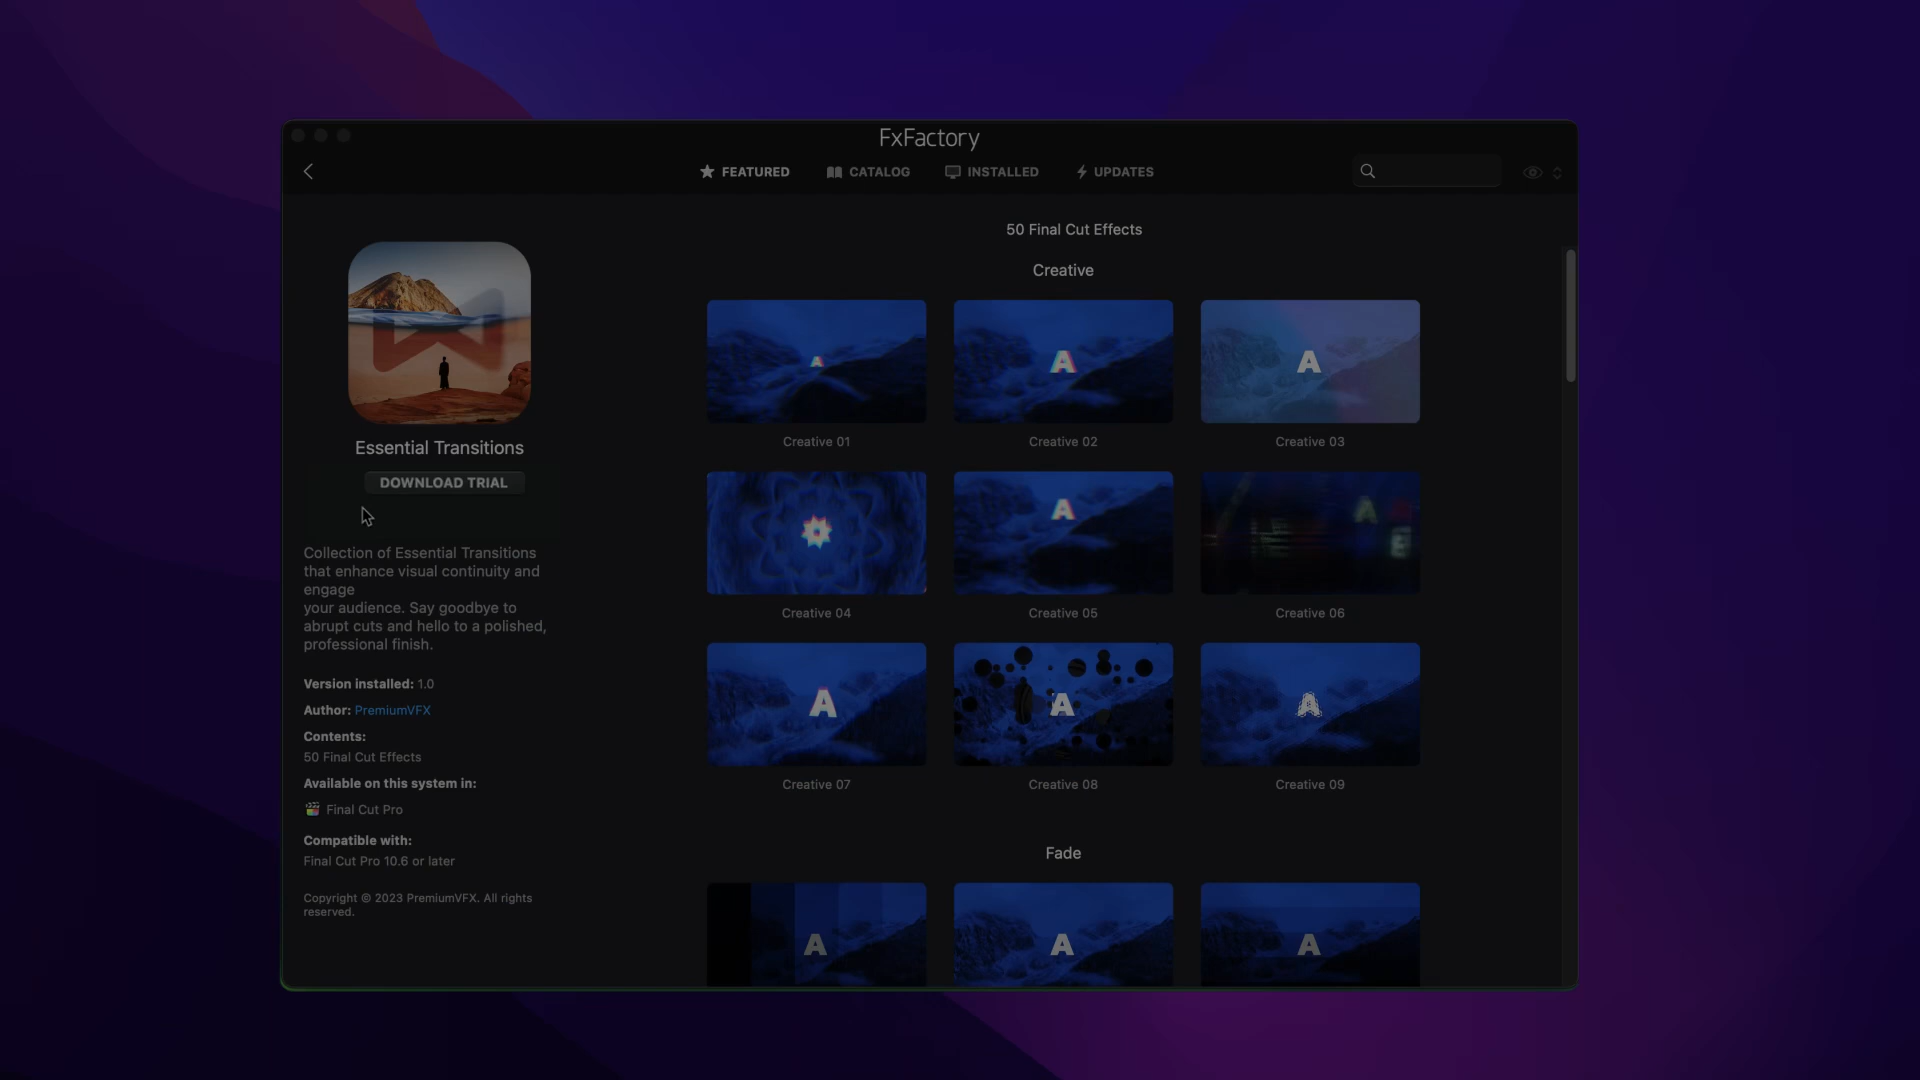 FxFactory
FEATURED
CATALOG
INSTALLED
UPDATES
50 Final Cut Effects
Creative
A
A
A
Creative 01
Creative 02
Creative 03
Essential Transitions
DOWNLOAD TRIAL
A
A
Creative 04
Creative 05
Creative 06
Collection of Essential Transitions
that enhance visual continuity and
engage
your audience. Say goodbye to
abrupt cuts and hello to a polished,
professional finish.
Version installed: 1.0
Author: PremiumVFX
Contents:
50 Final Cut Effects
Available on this system in:
Final Cut Pro
Compatible with:
Final Cut Pro 10.6 or later
Copyright © 2023 PremiumVFX. All rights
reserved.
A
A
A
Creative 07
Creative 08
Creative 09
Fade
A
A
A